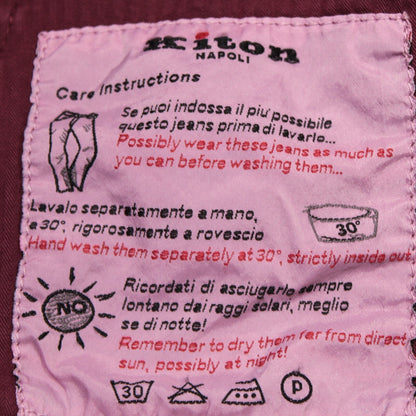 Kiton
NAPOLI
Care Instructions
Se puoi indossa il piu' possibile
questo jeans prima di lavarlo...
Possibly wear these jeans as much as
you can before washing them...
Lavalo separatamente a mano,
a 30°, rigorosamente a rovescio
30°
Hand wash them separately at 30°, strictly inside out
NO
Ricordati di asciugarlo sempre
lontano dai raggi solari, meglio
se di notte!
Remember to dry them far from direct
sun, possibly at night!
30 P